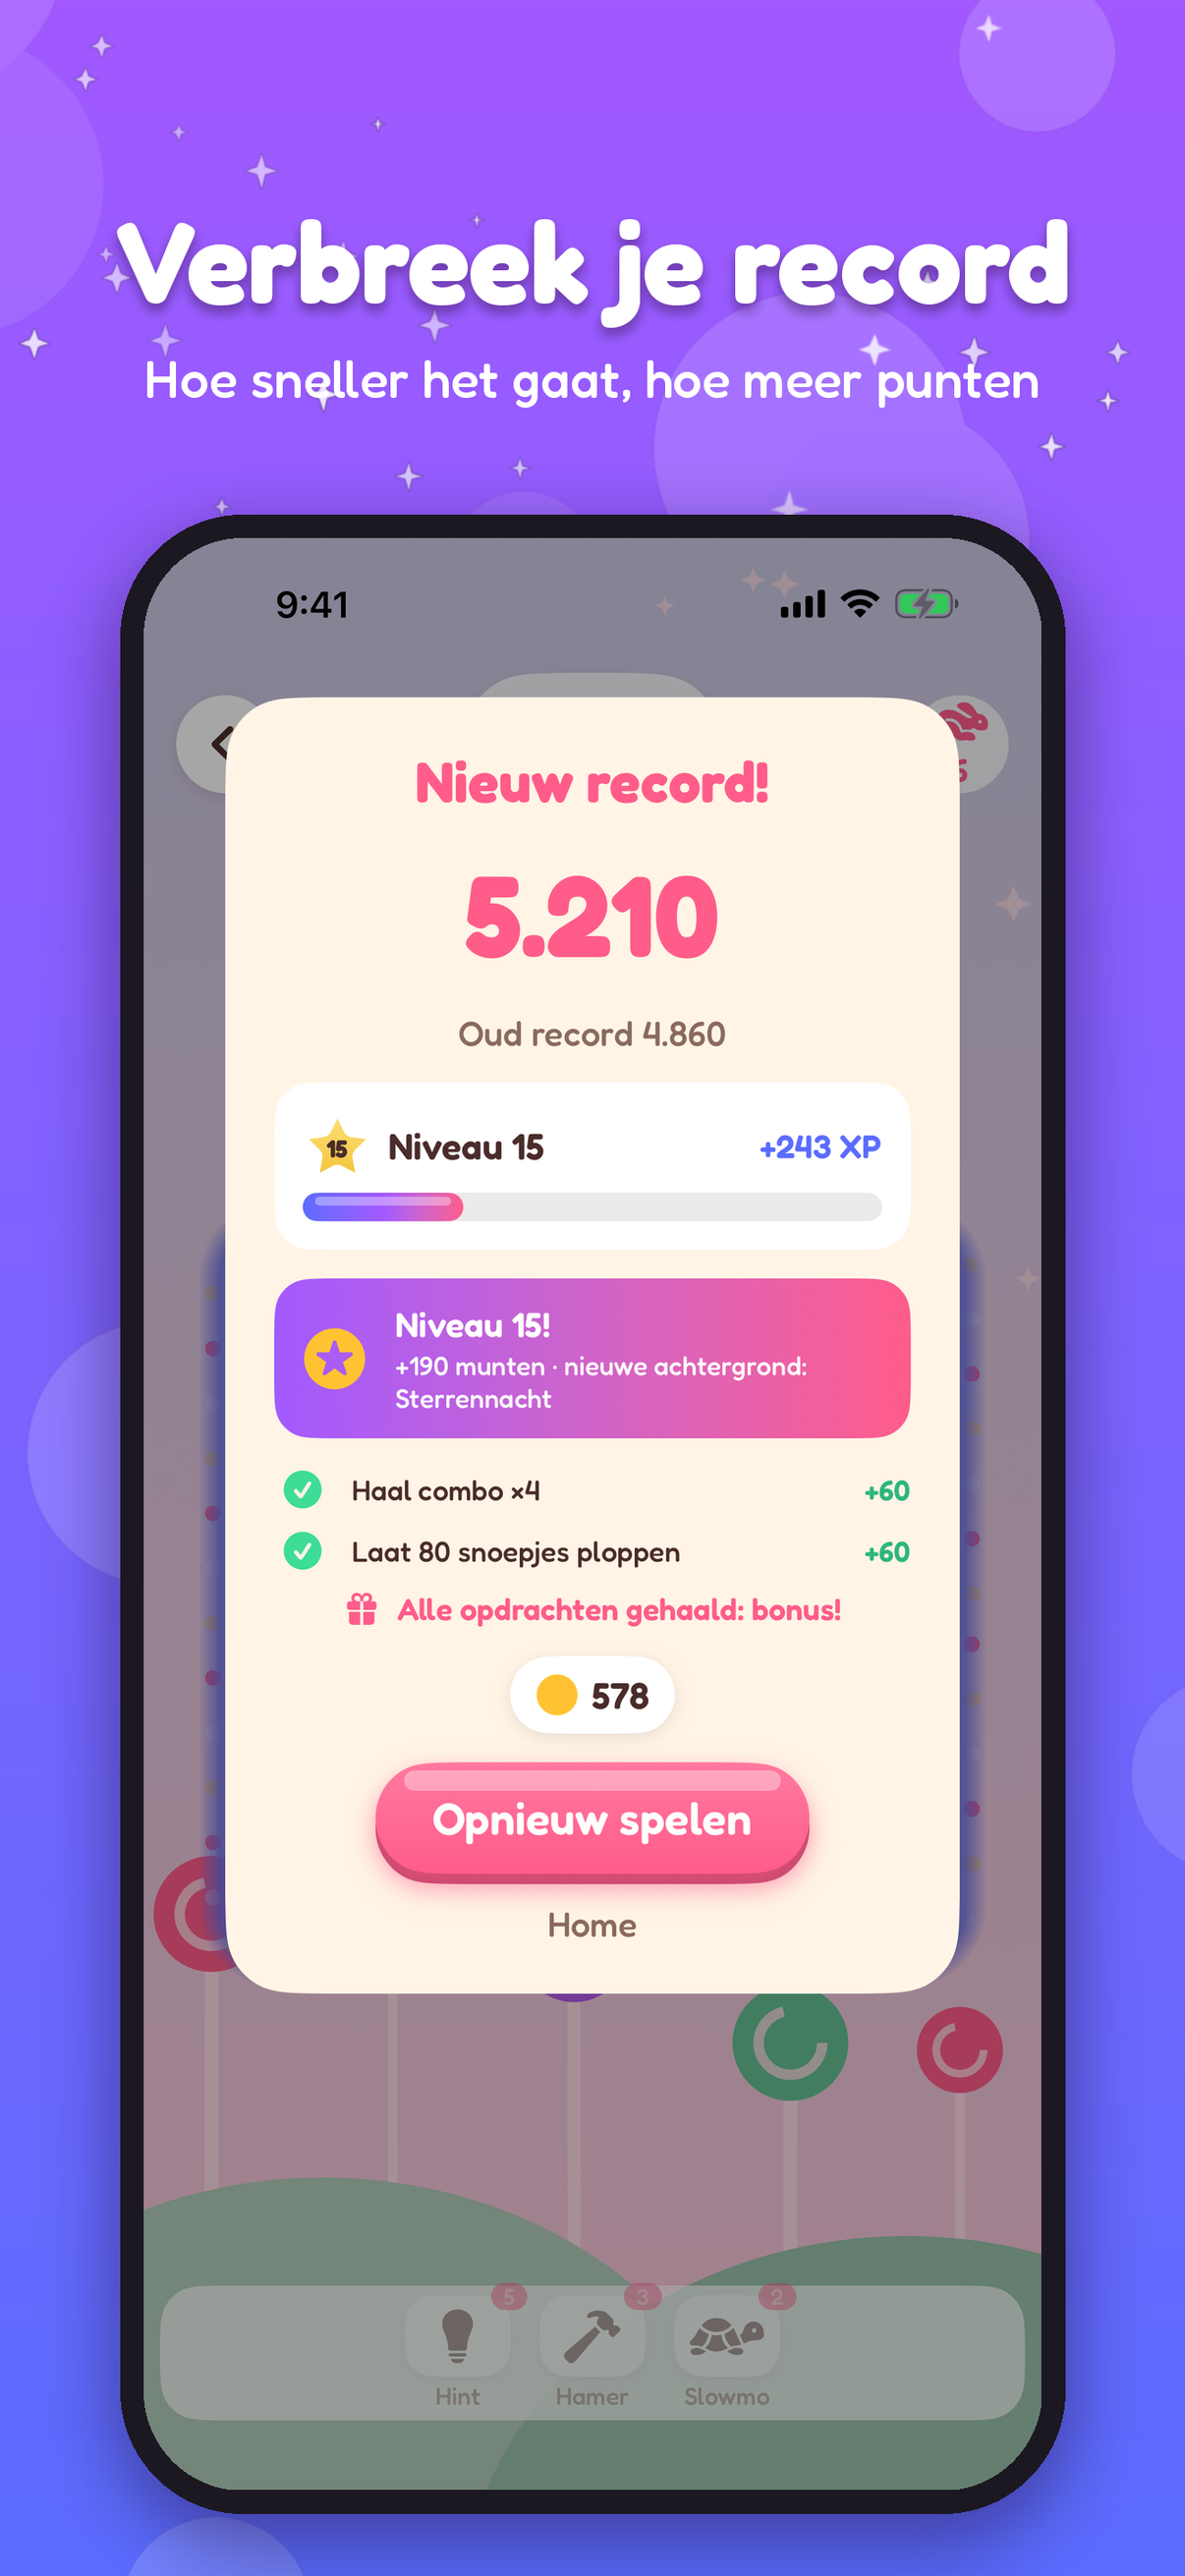 Verbreek je record
Hoe sneller het gaat, hoe meer punten
9:41
Nieuw record!
5.210
Oud record 4.860
15 Niveau 15 +243 XP
Niveau 15!
+190 munten · nieuwe achtergrond:
Sterrennacht
Haal combo ×4 +60
Laat 80 snoepjes ploppen +60
Alle opdrachten gehaald: bonus!
578
Opnieuw spelen
Home
5 3 2
Hint Hamer Slowmo